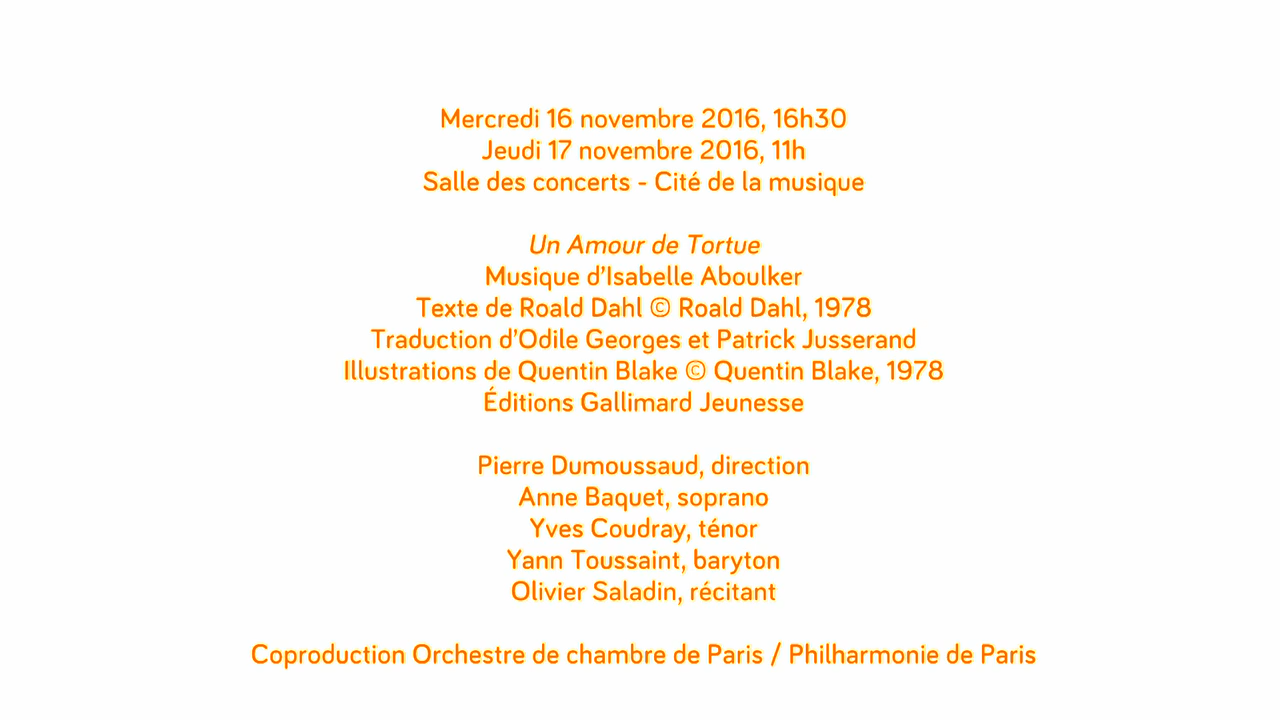 Mercredi 16 novembre 2016, 16h30
Jeudi 17 novembre 2016, 11h
Salle des concerts - Cité de la musique
Un Amour de Tortue
Musique d’Isabelle Aboulker
Texte de Roald Dahl © Roald Dahl, 1978
Traduction d’Odile Georges et Patrick Jusserand
Illustrations de Quentin Blake © Quentin Blake, 1978
Éditions Gallimard Jeunesse
Pierre Dumoussaud, direction
Anne Baquet, soprano
Yves Coudray, ténor
Yann Toussaint, baryton
Olivier Saladin, récitant
Coproduction Orchestre de chambre de Paris / Philharmonie de Paris